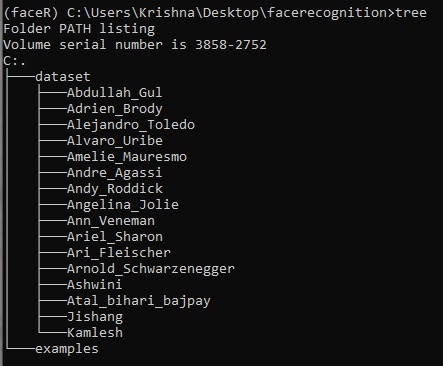 (faceR) C:\Users\Krishna\Desktop\facerecognition>tree
Folder PATH listing
Volume serial number is 3858-2752
C:.
├───dataset
│   ├───Abdullah_Gul
│   ├───Adrien_Brody
│   ├───Alejandro_Toledo
│   ├───Alvaro_Uribe
│   ├───Amelie_Mauresmo
│   ├───Andre_Agassi
│   ├───Andy_Roddick
│   ├───Angelina_Jolie
│   ├───Ann_Veneman
│   ├───Ariel_Sharon
│   ├───Ari_Fleischer
│   ├───Arnold_Schwarzenegger
│   ├───Ashwini
│   ├───Atal_bihari_bajpay
│   ├───Jishang
│   └───Kamlesh
└───examples